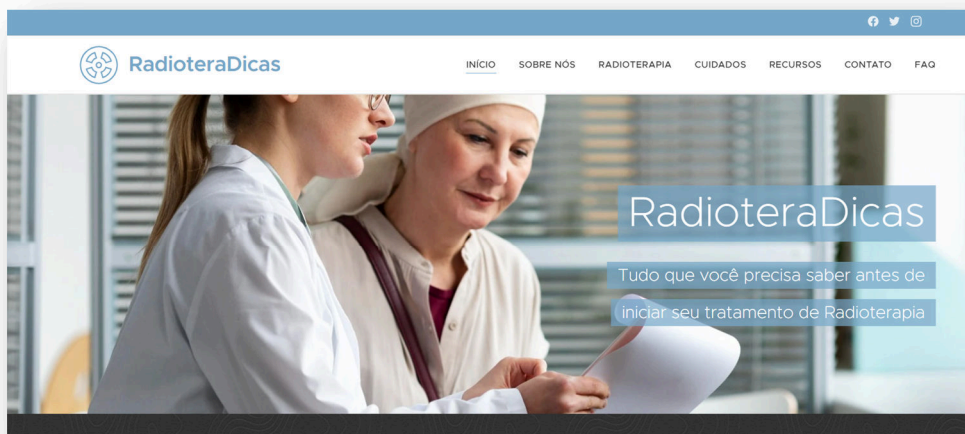 RadioteraDicas
INÍCIO SOBRE NÓS RADIOTERAPIA CUIDADOS RECURSOS CONTATO FAQ
RadioteraDicas
Tudo que você precisa saber antes de
iniciar seu tratamento de Radioterapia